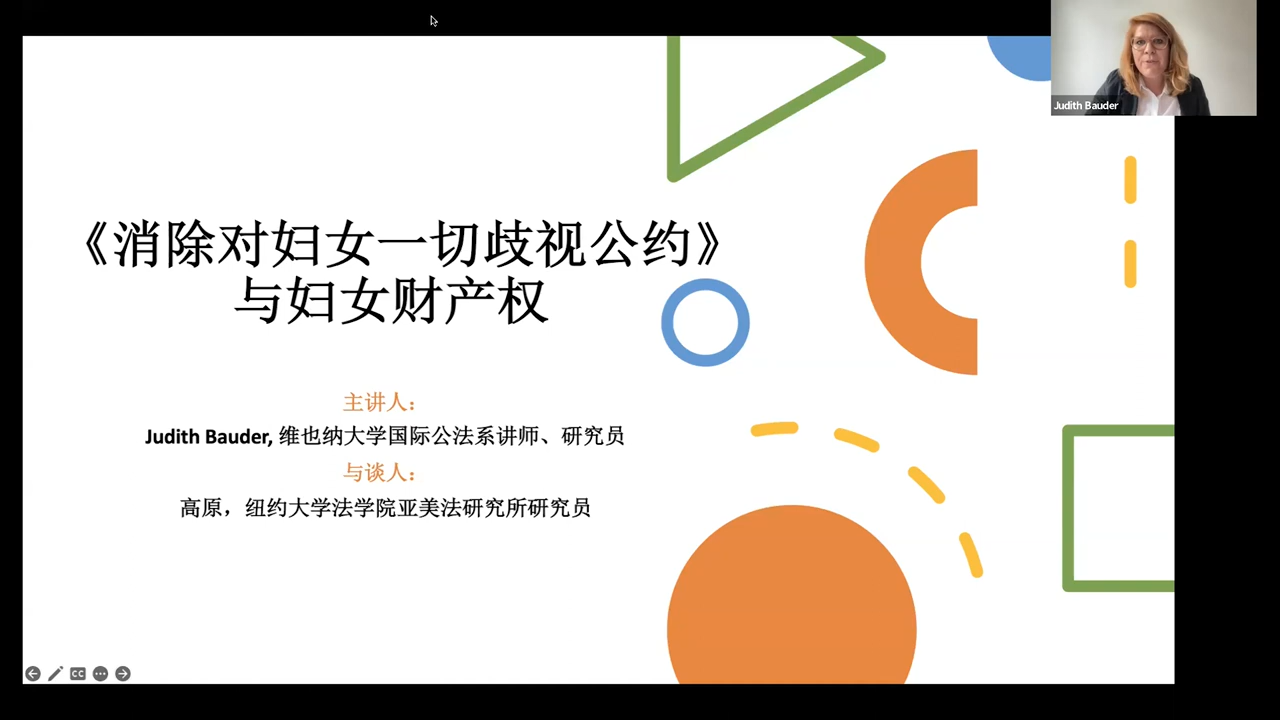 Judith Bauder
《消除对妇女一切歧视公约》
与妇女财产权
主讲人：
Judith Bauder, 维也纳大学国际公法系讲师、研究员
与谈人：
高原，纽约大学法学院亚美法研究所研究员
CC